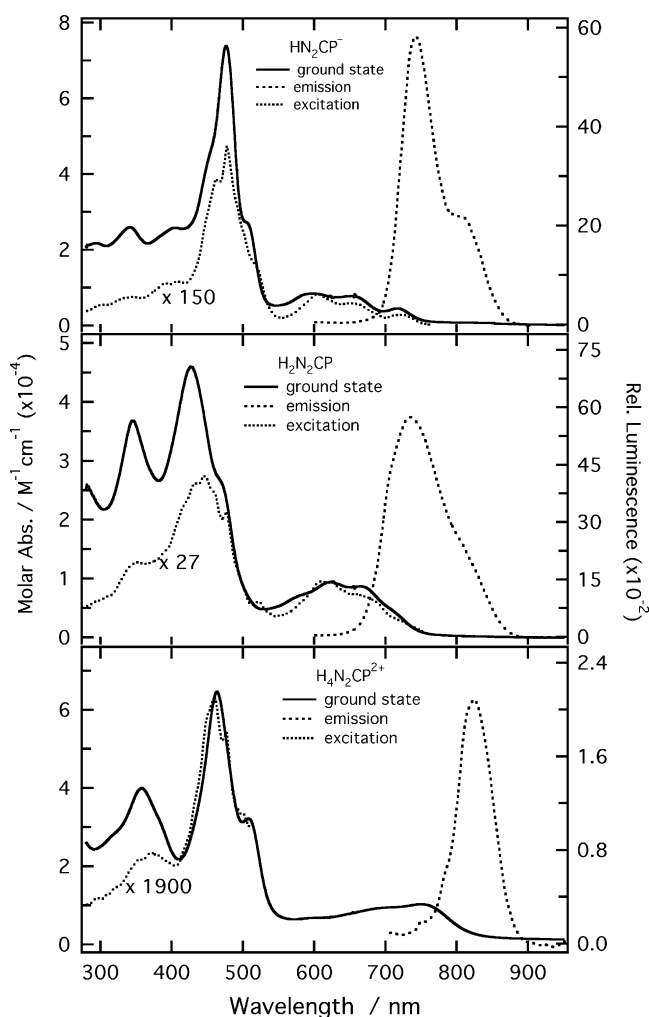 8
6
4
2
0
HN₂CP⁻
ground state
emission
excitation
x 150
60
40
20
0
5
4
3
2
1
0
H₂N₂CP
ground state
emission
excitation
x 27
75
60
45
30
15
0
6
4
2
0
H₄N₂CP²⁺
ground state
emission
excitation
x 1900
2.4
1.6
0.8
0.0
300 400 500 600 700 800 900
Wavelength / nm
Molar Abs. / M⁻¹cm⁻¹ (x10⁻⁴)
Rel. Luminescence (x10⁻²)